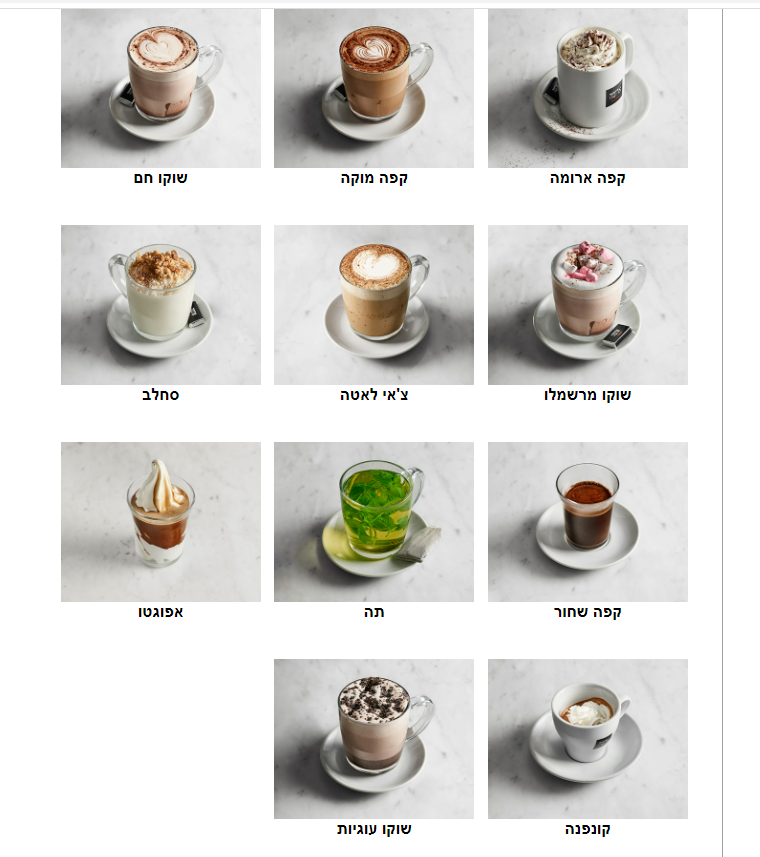 קפה ארומה
קפה מוקה
שוקו חם
שוקו מרשמלו
צ'אי לאטה
סחלב
קפה שחור
תה
אפוגטו
קונפנה
שוקו עוגיות